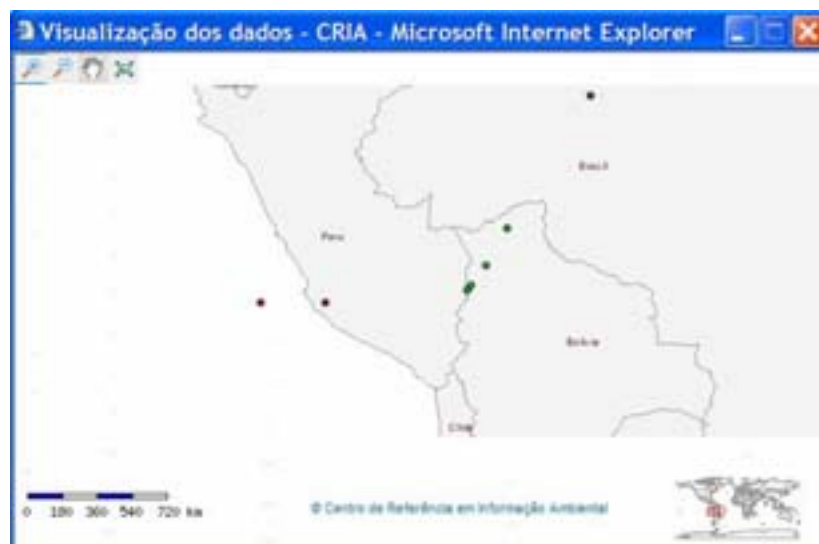 Visualização dos dados - CRIA - Microsoft Internet Explorer
Brasil
Peru
Bolivia
Chile
0 180 360 540 720 km
© Centro de Referência em Informação Ambiental